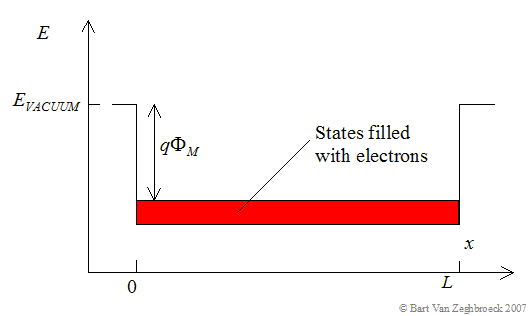 E
E_VACUUM
qΦ_M
States filled
with electrons
x
0
L
© Bart Van Zeghbroeck 2007